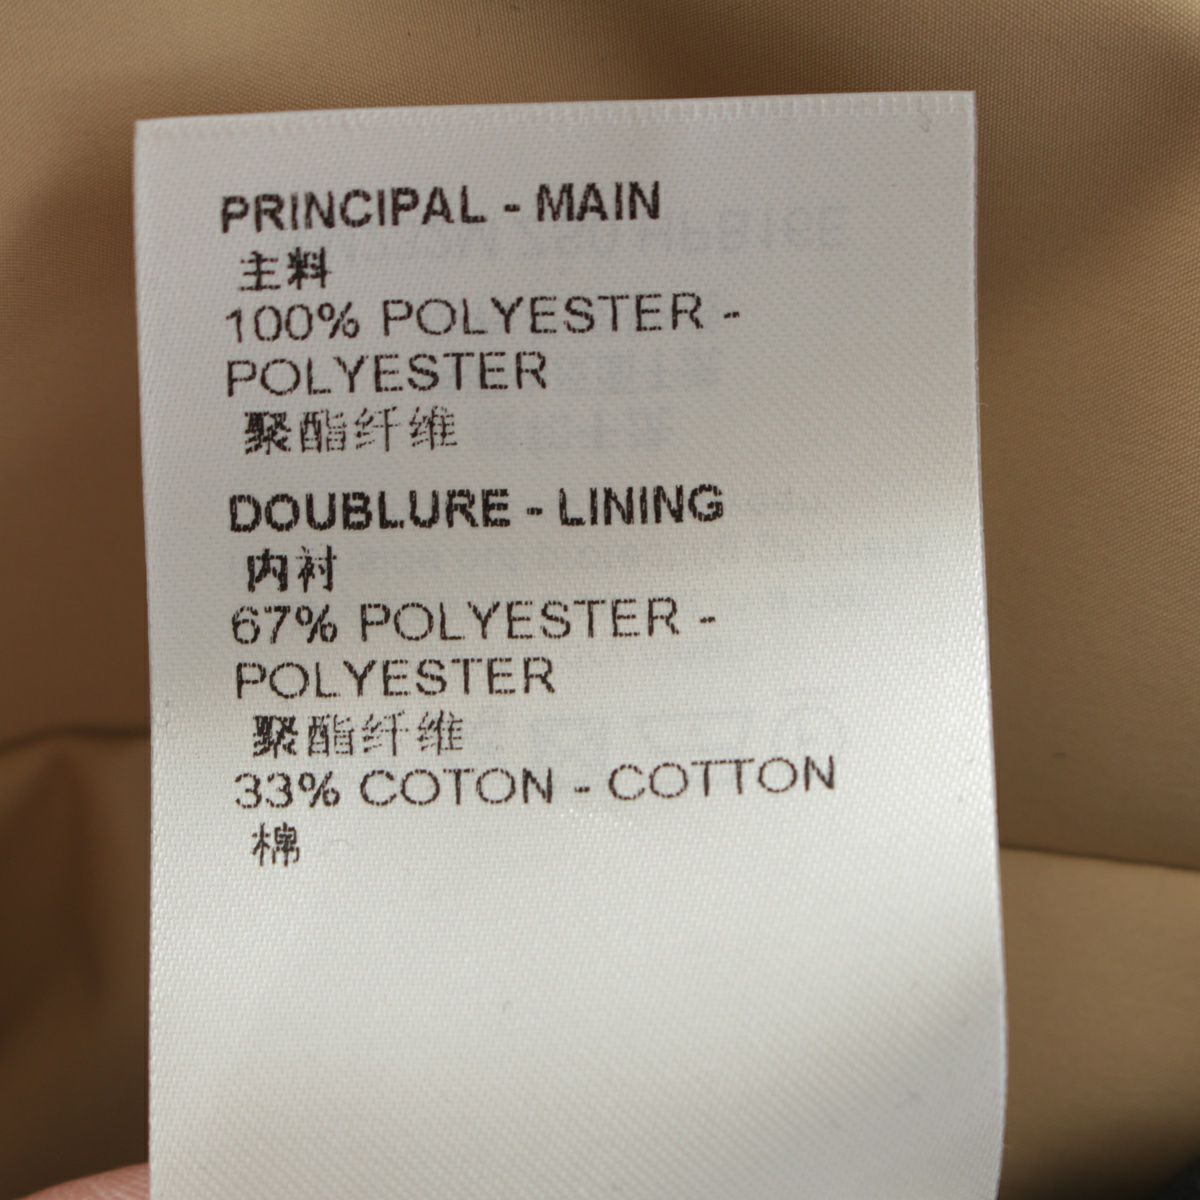 PRINCIPAL - MAIN
主料
100% POLYESTER -
POLYESTER
聚酯纤维
DOUBLURE - LINING
内衬
67% POLYESTER -
POLYESTER
聚酯纤维
33% COTON - COTTON
棉